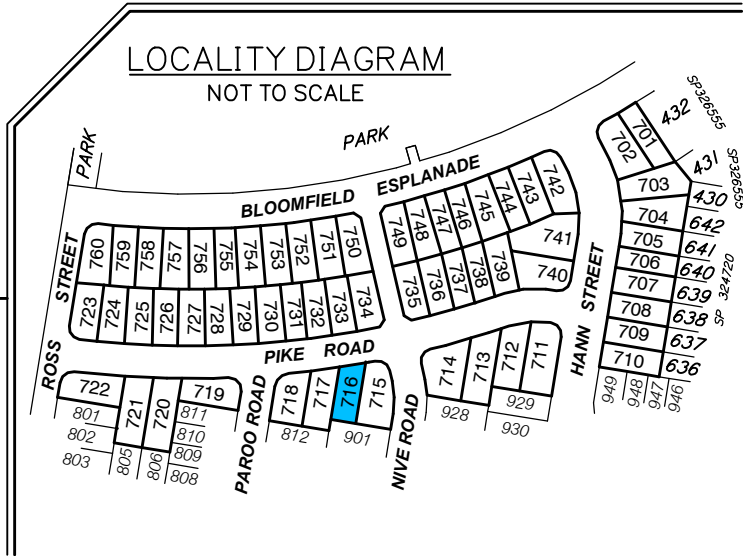 LOCALITY DIAGRAM
NOT TO SCALE
PARK
PARK
BLOOMFIELD ESPLANADE
ROSS STREET
PIKE ROAD
PAROO ROAD
NIVE ROAD
HANN STREET
760 759 758 757 756 755 754 753 752 751 750
723 724 725 726 727 728 729 730 731 732 733 734
749 748 747 746 745 744 743 742
741
740
735 736 737 738 739
702 701 432 SP326555
703 431 SP326555
430
704 642
705 641
706 640
707 639
708 638
709 637
710 636
SP 324720
949 948 947 946
722 721 720 719
718 717 716 715
714 713 712 711
801
802
803
805 806
811
810
809
808
812 901
928 929
930